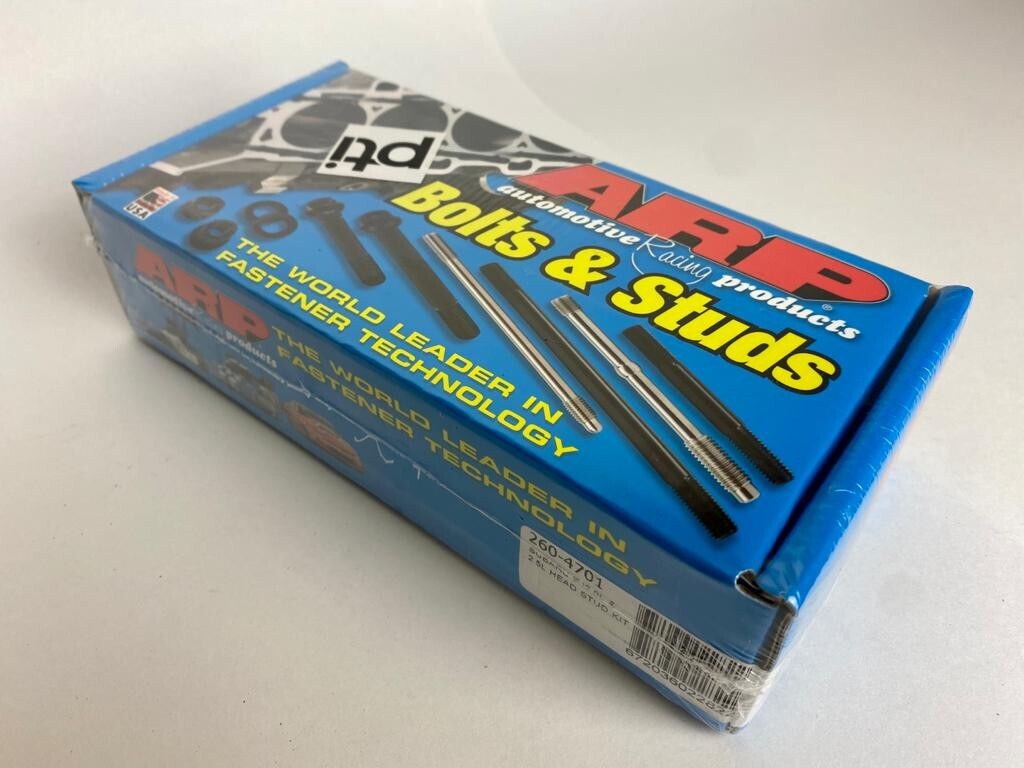 pti
ARP
automotive Racing products
Bolts & Studs
THE WORLD LEADER IN
FASTENER TECHNOLOGY
USA
ARP
products
THE WORLD LEADER IN
FASTENER TECHNOLOGY
260-4701
2.5L HEAD STUD KIT